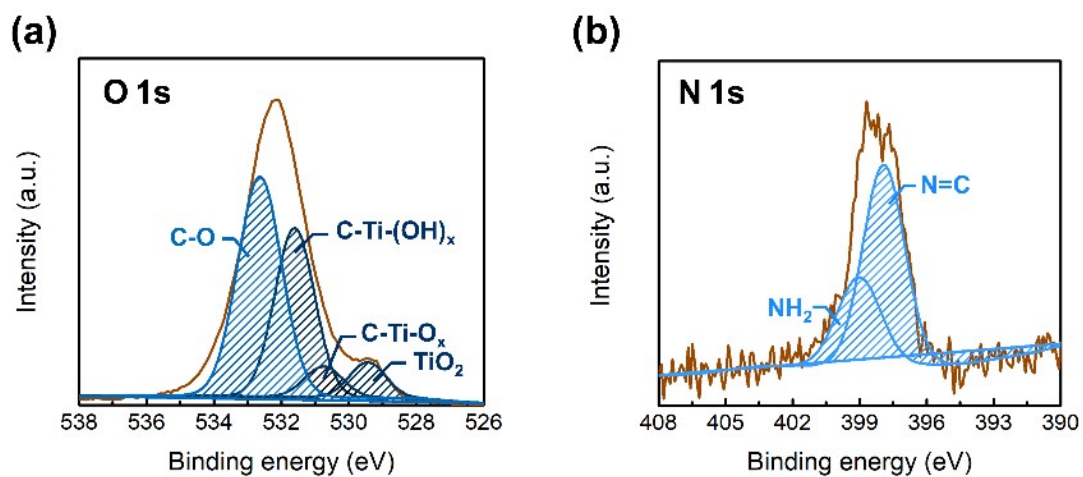 (a)
O 1s
Intensity (a.u.)
C-O
C-Ti-(OH)ₓ
C-Ti-Oₓ
TiO₂
538 536 534 532 530 528 526
Binding energy (eV)
(b)
N 1s
Intensity (a.u.)
N=C
NH₂
408 405 402 399 396 393 390
Binding energy (eV)